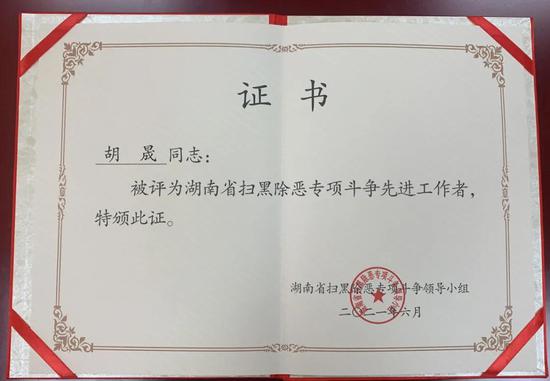 证 书
胡 晟 同志：
被评为湖南省扫黑除恶专项斗争先进工作者，
特颁此证。
湖南省扫黑除恶专项斗争领导小组
二〇二一年六月